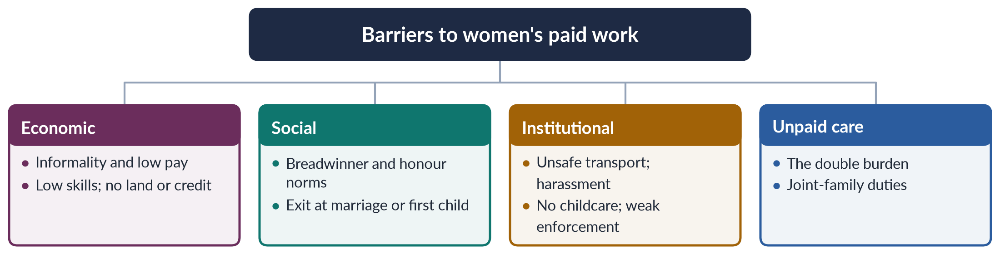 Barriers to women's paid work
Economic
Informality and low pay
Low skills; no land or credit
Social
Breadwinner and honour
norms
Exit at marriage or first child
Institutional
Unsafe transport;
harassment
No childcare; weak
enforcement
Unpaid care
The double burden
Joint-family duties